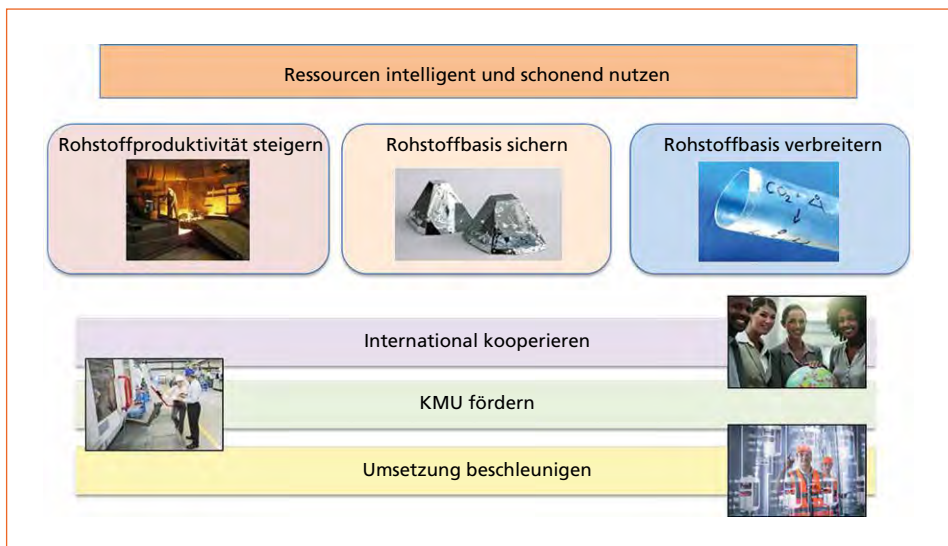 Ressourcen intelligent und schonend nutzen
Rohstoffproduktivität steigern
Rohstoffbasis sichern
Rohstoffbasis verbreitern
CO₂ +
International kooperieren
KMU fördern
Umsetzung beschleunigen